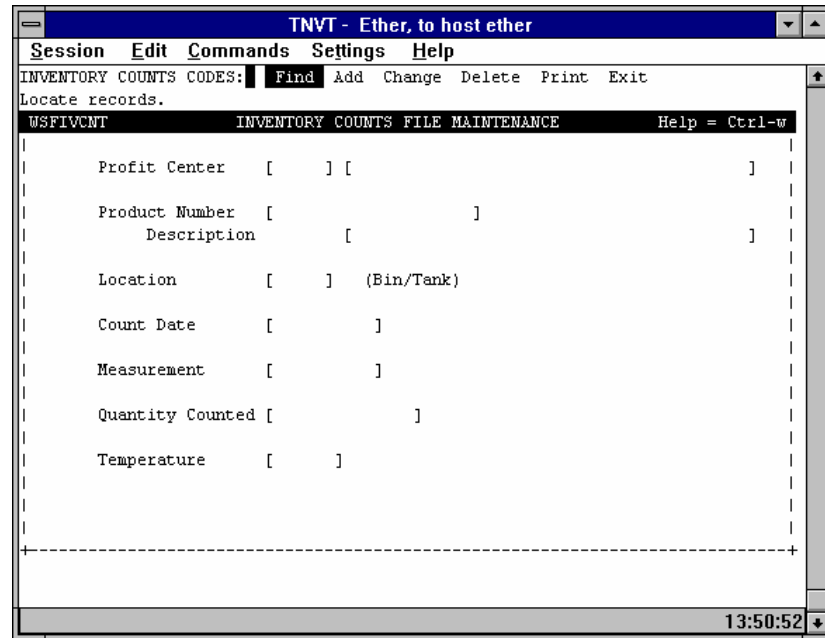 TNVT - Ether, to host ether
Session Edit Commands Settings Help
INVENTORY COUNTS CODES: Find Add Change Delete Print Exit
Locate records.
WSFIVCNT INVENTORY COUNTS FILE MAINTENANCE Help = Ctrl-w
Profit Center [ ] [ ]
Product Number [ ]
Description [ ]
Location [ ] (Bin/Tank)
Count Date [ ]
Measurement [ ]
Quantity Counted [ ]
Temperature [ ]
13:50:52